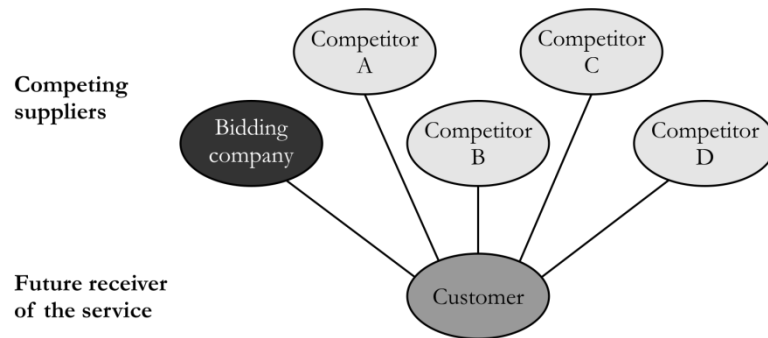 Competing
suppliers
Bidding
company
Competitor
A
Competitor
B
Competitor
C
Competitor
D
Future receiver
of the service
Customer